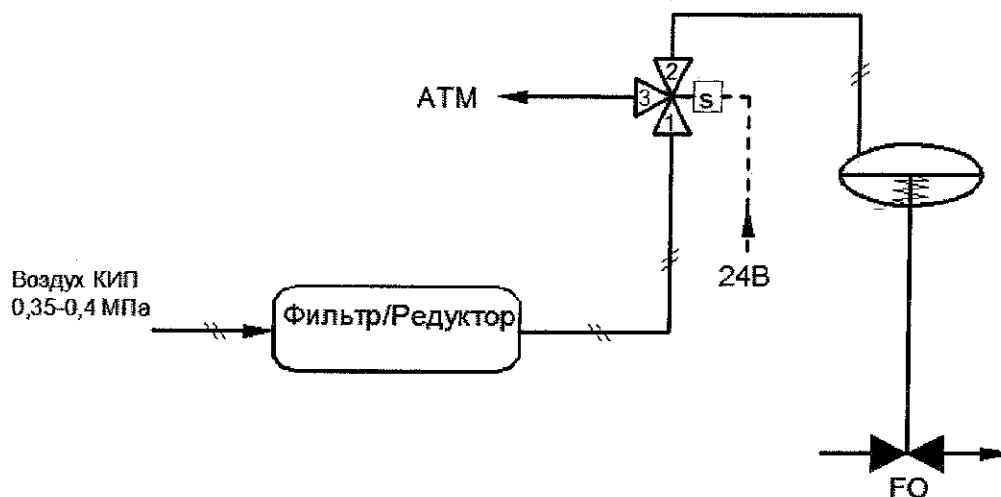 2
АТМ
3
s
1
24В
Воздух КИП
0,35-0,4 МПа
Фильтр/Редуктор
FO